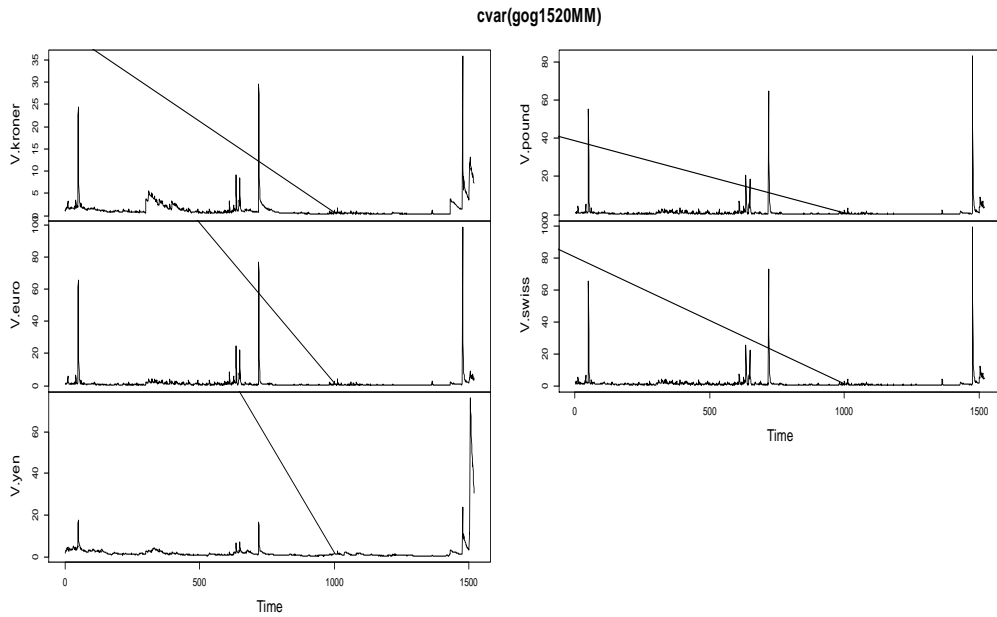 cvar(gog1520MM)
V.kroner
0 5 10 15 20 25 30 35
V.euro
0 20 40 60 80 100
V.yen
0 20 40 60
0 500 1000 1500
Time
V.pound
0 20 40 60 80
V.swiss
0 20 40 60 80 100
0 500 1000 1500
Time